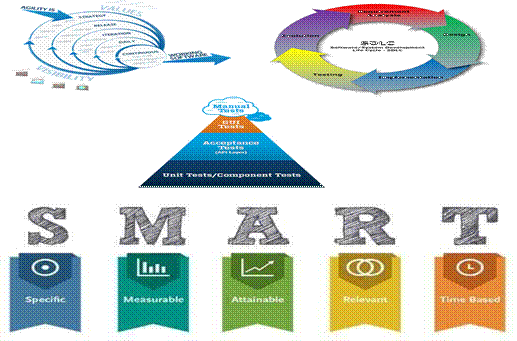 AGILITY IS
VALUES
STRATEGY
RELEASE
ITERATION
DAILY
CONTINUOUS
WORKING
SOFTWARE
VISIBILITY
Analysis
Design
Implementation
Testing
Evolution
SDLC
Software/System Development
Life Cycle - SDLC
Manual
Tests
GUI
Tests
Acceptance
Tests
(API Layer)
Unit Tests/Component Tests
S M A R T
Specific
Measurable
Attainable
Relevant
Time Based